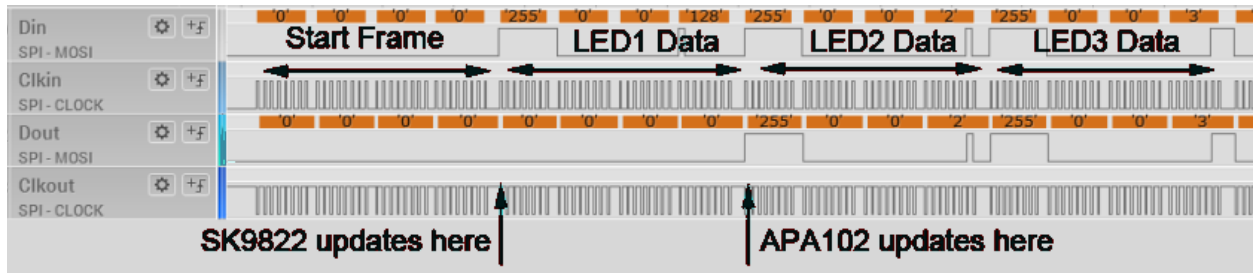 Din '0' '0' '0' '0' '255' '0' '0' '128' '255' '0' '0' '2' '255' '0' '0' '3'
SPI - MOSI
Start Frame LED1 Data LED2 Data LED3 Data
Clkin
SPI - CLOCK
Dout '0' '0' '0' '0' '0' '0' '0' '0' '255' '0' '0' '2' '255' '0' '0' '3'
SPI - MOSI
Clkout
SPI - CLOCK
SK9822 updates here APA102 updates here